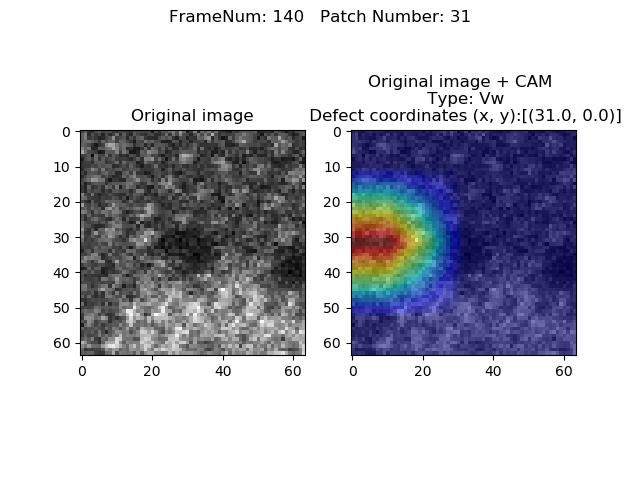 FrameNum: 140   Patch Number: 31
Original image
0
10
20
30
40
50
60
0 20 40 60
Original image + CAM
Type: Vw
Defect coordinates (x, y):[(31.0, 0.0)]
0
10
20
30
40
50
60
0 20 40 60